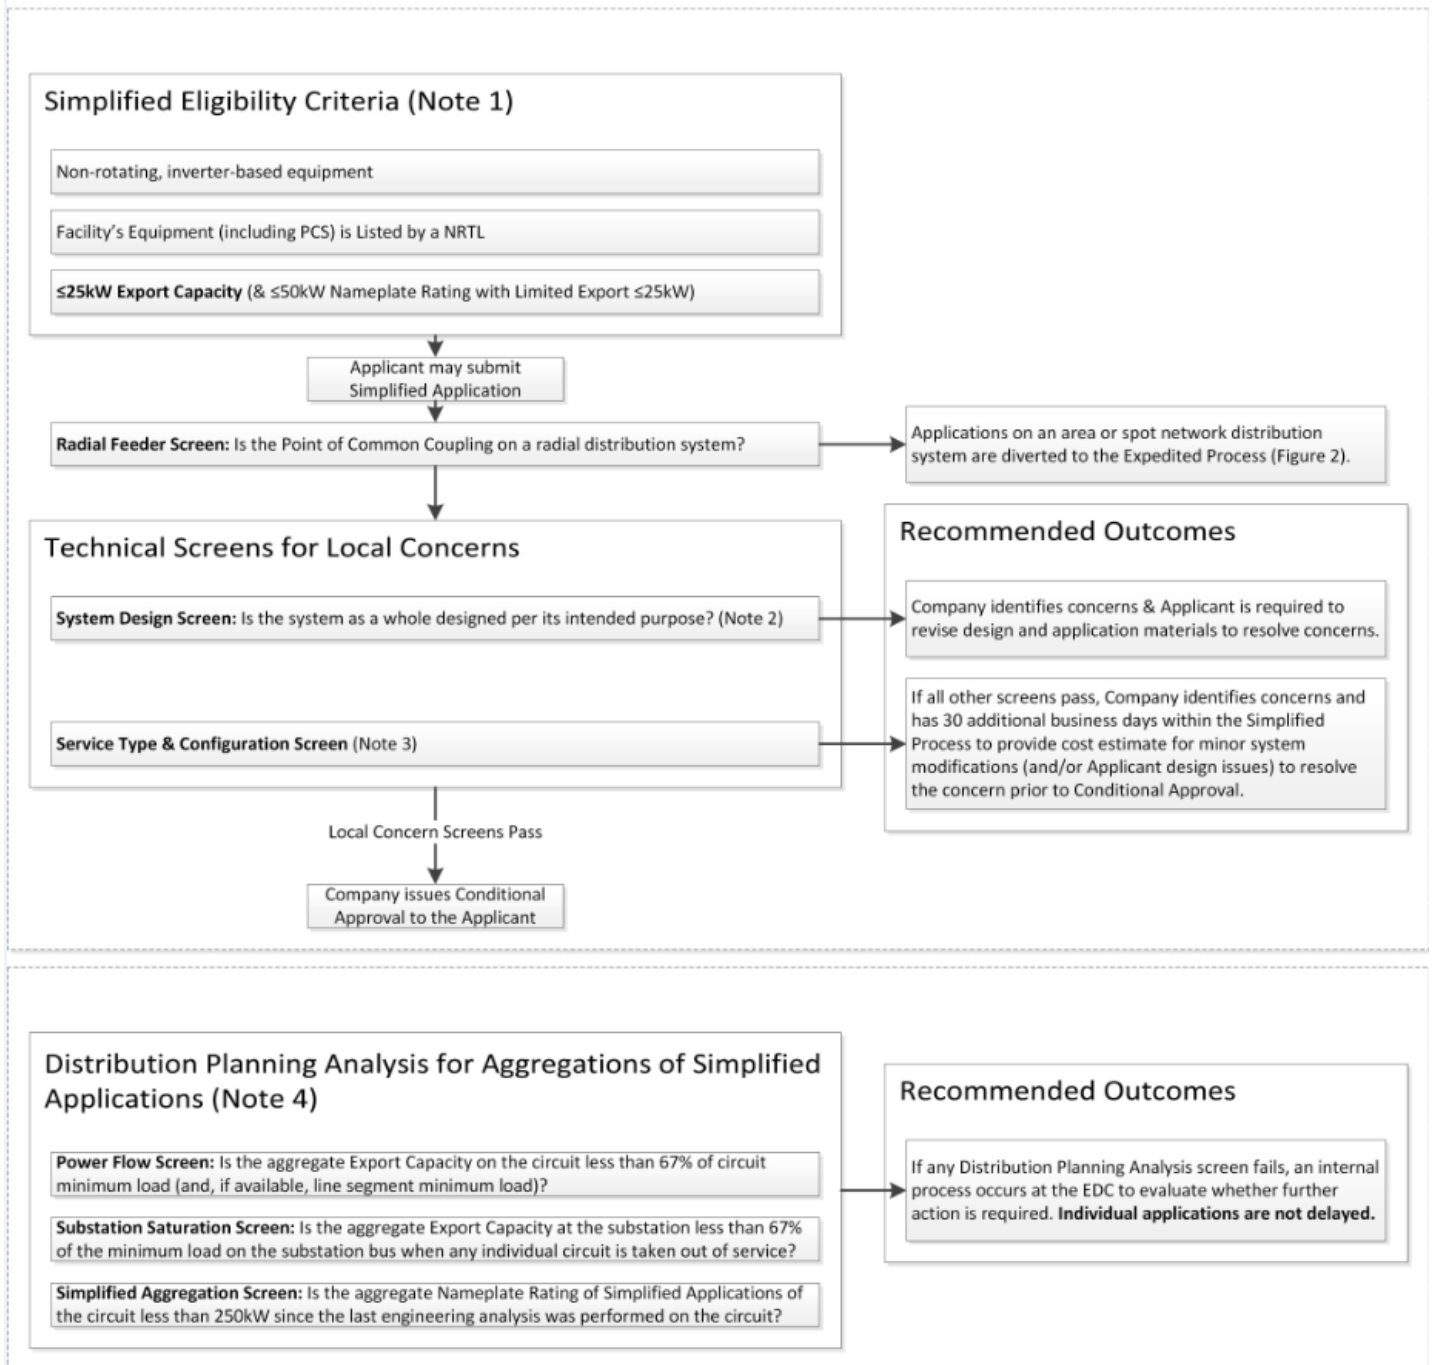 Simplified Eligibility Criteria (Note 1)
Non-rotating, inverter-based equipment
Facility's Equipment (including PCS) is Listed by a NRTL
≤25kW Export Capacity (& ≤50kW Nameplate Rating with Limited Export ≤25kW)
Applicant may submit
Simplified Application
Radial Feeder Screen: Is the Point of Common Coupling on a radial distribution system?
Applications on an area or spot network distribution
system are diverted to the Expedited Process (Figure 2).
Technical Screens for Local Concerns
System Design Screen: Is the system as a whole designed per its intended purpose? (Note 2)
Service Type & Configuration Screen (Note 3)
Recommended Outcomes
Company identifies concerns & Applicant is required to
revise design and application materials to resolve concerns.
If all other screens pass, Company identifies concerns and
has 30 additional business days within the Simplified
Process to provide cost estimate for minor system
modifications (and/or Applicant design issues) to resolve
the concern prior to Conditional Approval.
Local Concern Screens Pass
Company issues Conditional
Approval to the Applicant
Distribution Planning Analysis for Aggregations of Simplified
Applications (Note 4)
Power Flow Screen: Is the aggregate Export Capacity on the circuit less than 67% of circuit
minimum load (and, if available, line segment minimum load)?
Substation Saturation Screen: Is the aggregate Export Capacity at the substation less than 67%
of the minimum load on the substation bus when any individual circuit is taken out of service?
Simplified Aggregation Screen: Is the aggregate Nameplate Rating of Simplified Applications of
the circuit less than 250kW since the last engineering analysis was performed on the circuit?
Recommended Outcomes
If any Distribution Planning Analysis screen fails, an internal
process occurs at the EDC to evaluate whether further
action is required. Individual applications are not delayed.